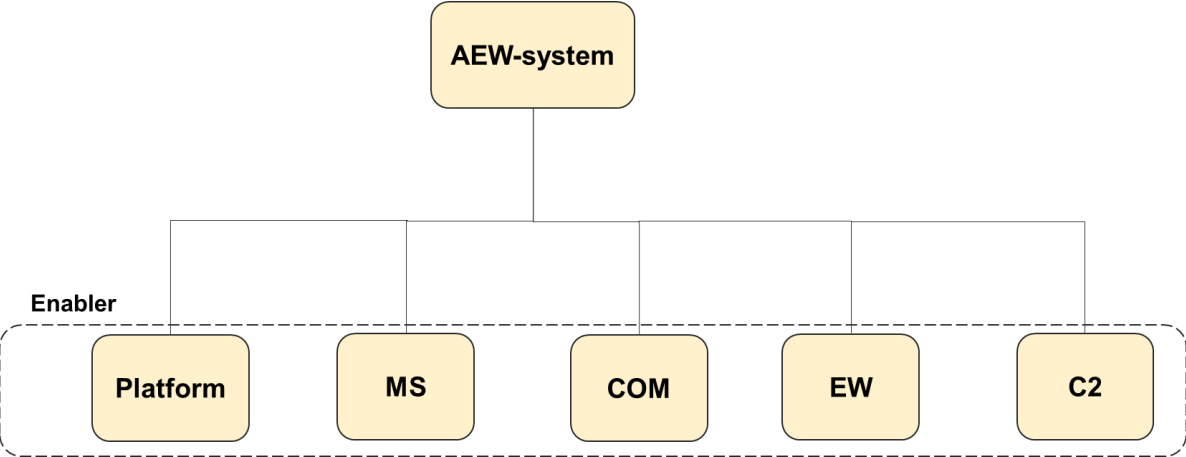 AEW-system
Enabler
Platform
MS
COM
EW
C2